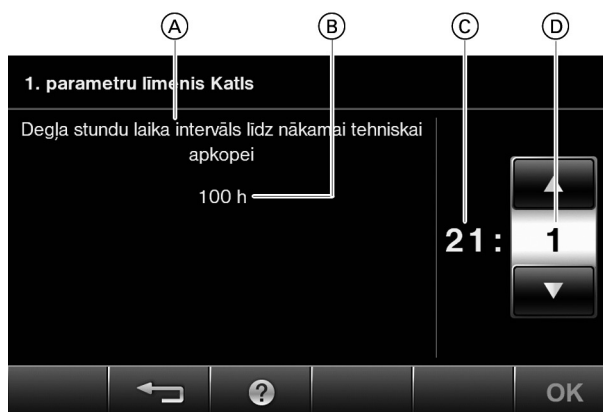 A B C D
1. parametru līmenis Katls
Degļa stundu laika intervāls līdz nākamai tehniskai
apkopei
100 h
21: 1
? OK